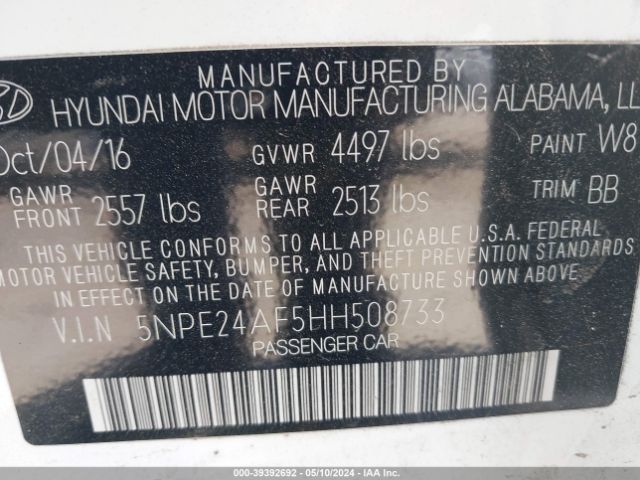 MANUFACTURED BY
HYUNDAI MOTOR MANUFACTURING ALABAMA, LL
Oct/04/16 GVWR 4497 lbs PAINT W8
GAWR FRONT 2557 lbs GAWR REAR 2513 lbs TRIM BB
THIS VEHICLE CONFORMS TO ALL APPLICABLE U.S.A. FEDERAL
MOTOR VEHICLE SAFETY, BUMPER, AND THEFT PREVENTION STANDARDS
IN EFFECT ON THE DATE OF MANUFACTURE SHOWN ABOVE.
V.I.N 5NPE24AF5HH508733
PASSENGER CAR
000-39392692 - 05/10/2024 - IAA Inc.